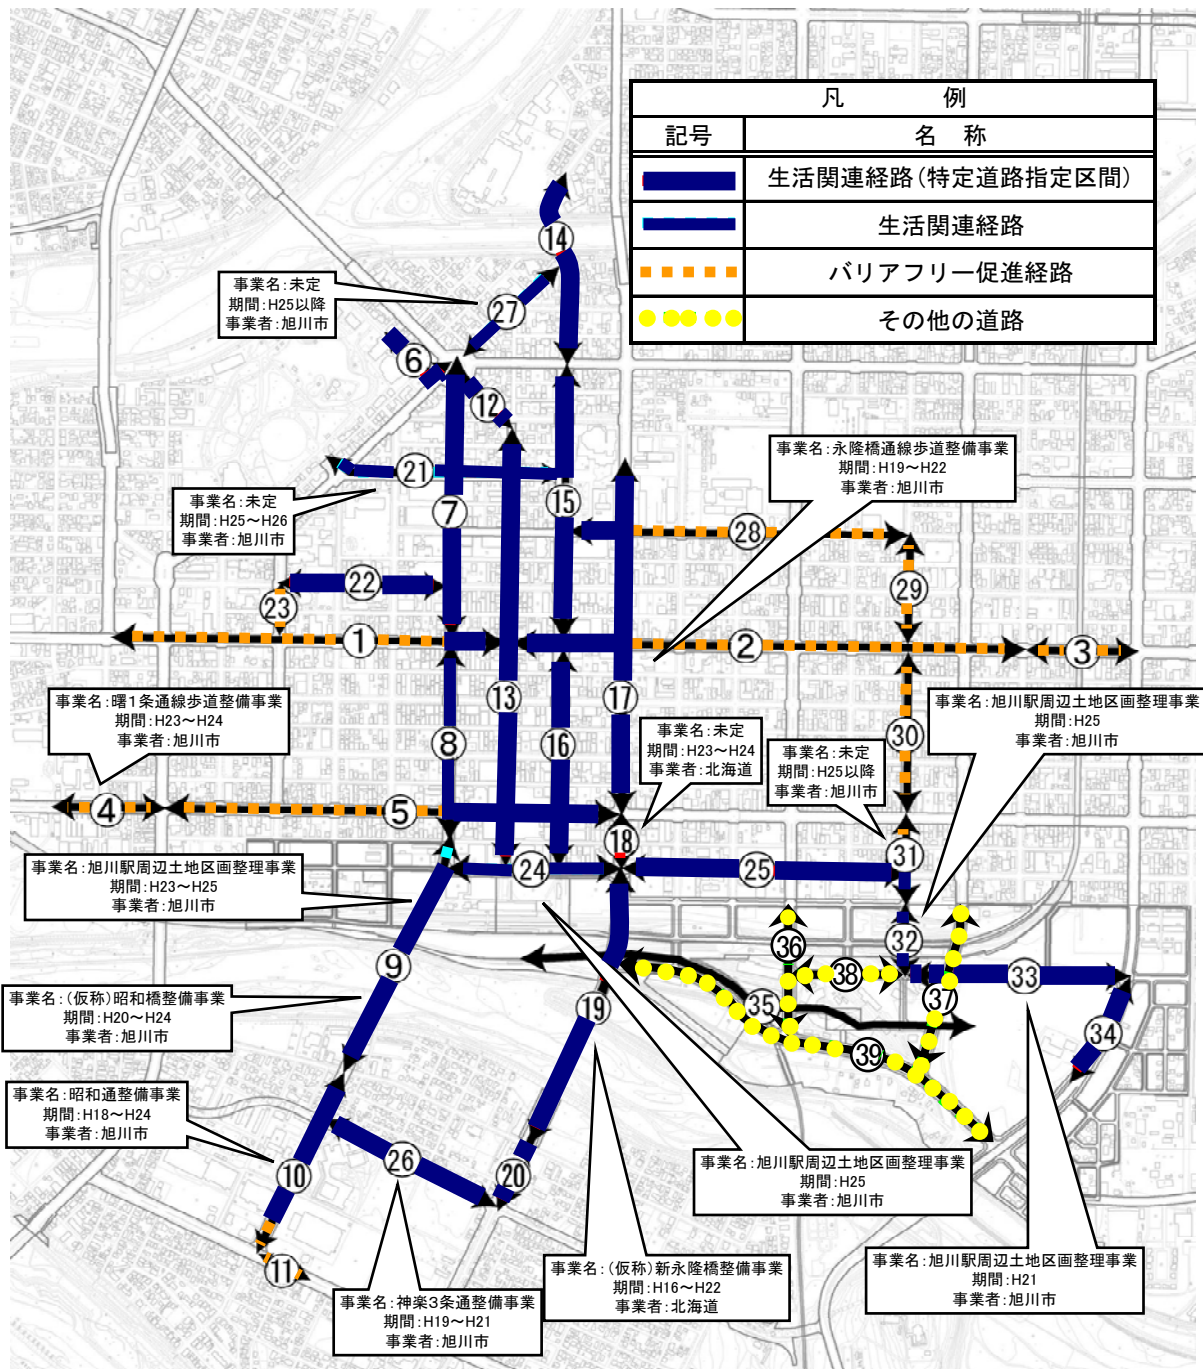 凡　　例
記号　名　称
生活関連経路(特定道路指定区間)
生活関連経路
バリアフリー促進経路
その他の道路
14
事業名:未定
期間:H25以降
事業者:旭川市
27
6
12
事業名:永隆橋通線歩道整備事業
期間:H19～H22
事業者:旭川市
21
事業名:未定
期間:H25～H26
事業者:旭川市
7
15
28
22
29
23
1
2
3
13
17
事業名:曙1条通線歩道整備事業
期間:H23～H24
事業者:旭川市
事業名:旭川駅周辺土地区画整理事業
期間:H25
事業者:旭川市
8
16
事業名:未定
期間:H23～H24
事業者:北海道
30
事業名:未定
期間:H25以降
事業者:旭川市
4
5
18
31
事業名:旭川駅周辺土地区画整理事業
期間:H23～H25
事業者:旭川市
24
25
36
32
9
38
33
37
事業名:(仮称)昭和橋整備事業
期間:H20～H24
事業者:旭川市
19
35
34
39
事業名:昭和通整備事業
期間:H18～H24
事業者:旭川市
26
10
20
事業名:旭川駅周辺土地区画整理事業
期間:H25
事業者:旭川市
11
事業名:(仮称)新永隆橋整備事業
期間:H16～H22
事業者:北海道
事業名:旭川駅周辺土地区画整理事業
期間:H21
事業者:旭川市
事業名:神楽3条通整備事業
期間:H19～H21
事業者:旭川市